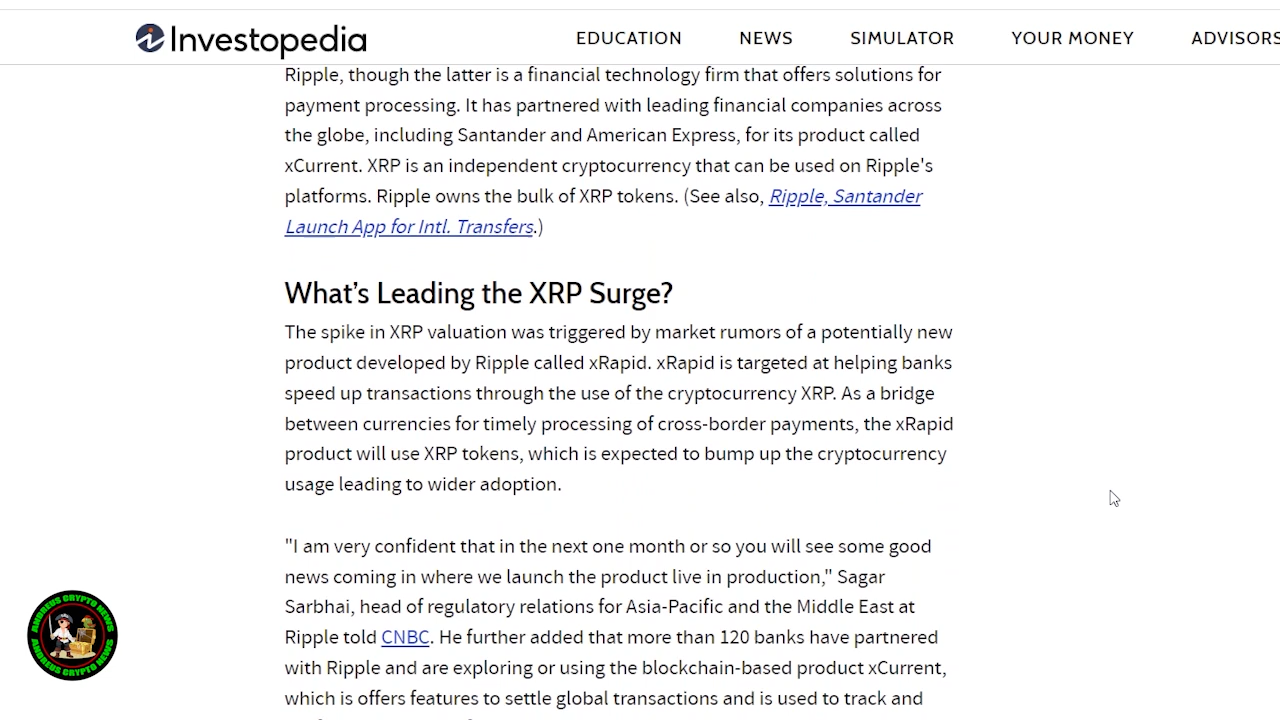 Investopedia
EDUCATION NEWS SIMULATOR YOUR MONEY ADVISORS
Ripple, though the latter is a financial technology firm that offers solutions for
payment processing. It has partnered with leading financial companies across
the globe, including Santander and American Express, for its product called
xCurrent. XRP is an independent cryptocurrency that can be used on Ripple's
platforms. Ripple owns the bulk of XRP tokens. (See also, Ripple, Santander
Launch App for Intl. Transfers.)
What's Leading the XRP Surge?
The spike in XRP valuation was triggered by market rumors of a potentially new
product developed by Ripple called xRapid. xRapid is targeted at helping banks
speed up transactions through the use of the cryptocurrency XRP. As a bridge
between currencies for timely processing of cross-border payments, the xRapid
product will use XRP tokens, which is expected to bump up the cryptocurrency
usage leading to wider adoption.
"I am very confident that in the next one month or so you will see some good
news coming in where we launch the product live in production," Sagar
Sarbhai, head of regulatory relations for Asia-Pacific and the Middle East at
Ripple told CNBC. He further added that more than 120 banks have partnered
with Ripple and are exploring or using the blockchain-based product xCurrent,
which is offers features to settle global transactions and is used to track and
ANDREUS CRYPTO NEWS
ANDREUS CRYPTO NEWS